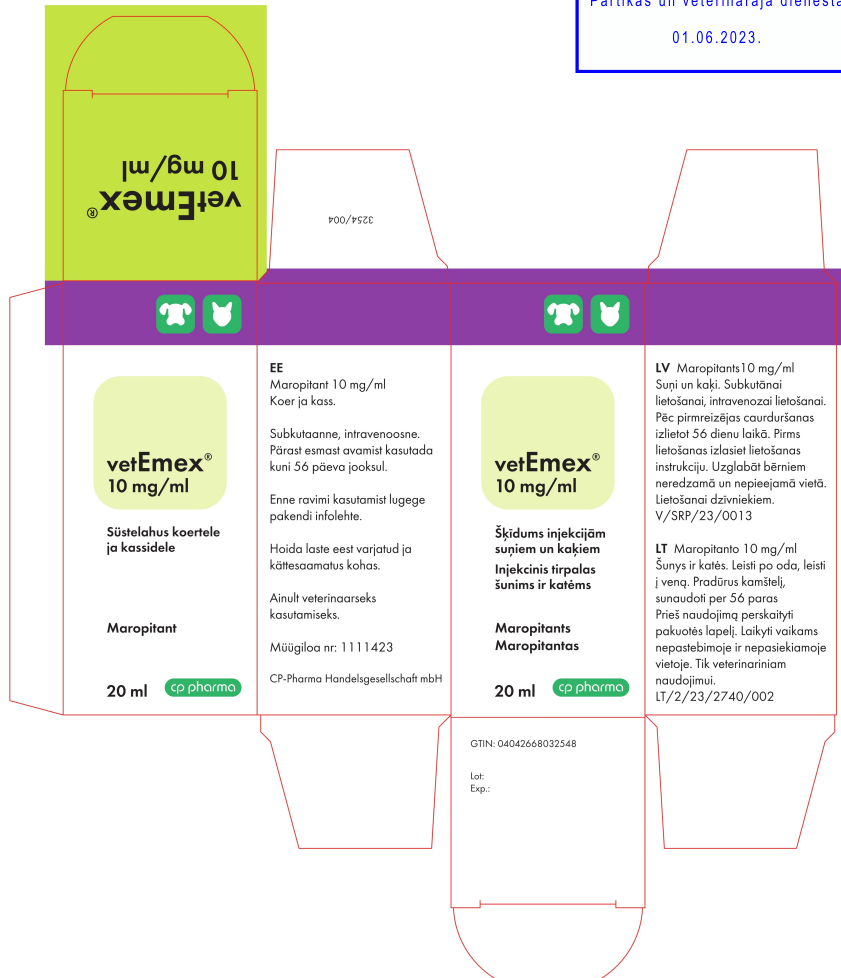 Pārtikas un veterinārajā dienestā
01.06.2023.
vetEmex®
10 mg/ml
3254/004
vetEmex®
10 mg/ml
Süstelahus koertele
ja kassidele
Maropitant
20 ml
cp pharma
EE
Maropitant 10 mg/ml
Koer ja kass.
Subkutaanne, intravenoosne.
Pärast esmast avamist kasutada
kuni 56 päeva jooksul.
Enne ravimi kasutamist lugege
pakendi infolehte.
Hoida laste eest varjatud ja
kättesaamatus kohas.
Ainult veterinaarseks
kasutamiseks.
Müügiloa nr: 1111423
CP-Pharma Handelsgesellschaft mbH
vetEmex®
10 mg/ml
Šķīdums injekcijām
suņiem un kaķiem
Injekcinis tirpalas
šunims ir katėms
Maropitants
Maropitantas
20 ml
cp pharma
LV Maropitants10 mg/ml
Suņi un kaķi. Subkutānai
lietošanai, intravenozai lietošanai.
Pēc pirmreizējas caurduršanas
izlietot 56 dienu laikā. Pirms
lietošanas izlasiet lietošanas
instrukciju. Uzglabāt bērniem
neredzamā un nepieejamā vietā.
Lietošanai dzīvniekiem.
V/SRP/23/0013
LT Maropitanto 10 mg/ml
Šunys ir katės. Leisti po oda, leisti
į veną. Pradūrus kamštelį,
sunaudoti per 56 paras
Prieš naudojimą perskaityti
pakuotės lapelį. Laikyti vaikams
nepastebimoje ir nepasiekiamoje
vietoje. Tik veterinariniam
naudojimui.
LT/2/23/2740/002
GTIN: 04042668032548
Lot:
Exp.: